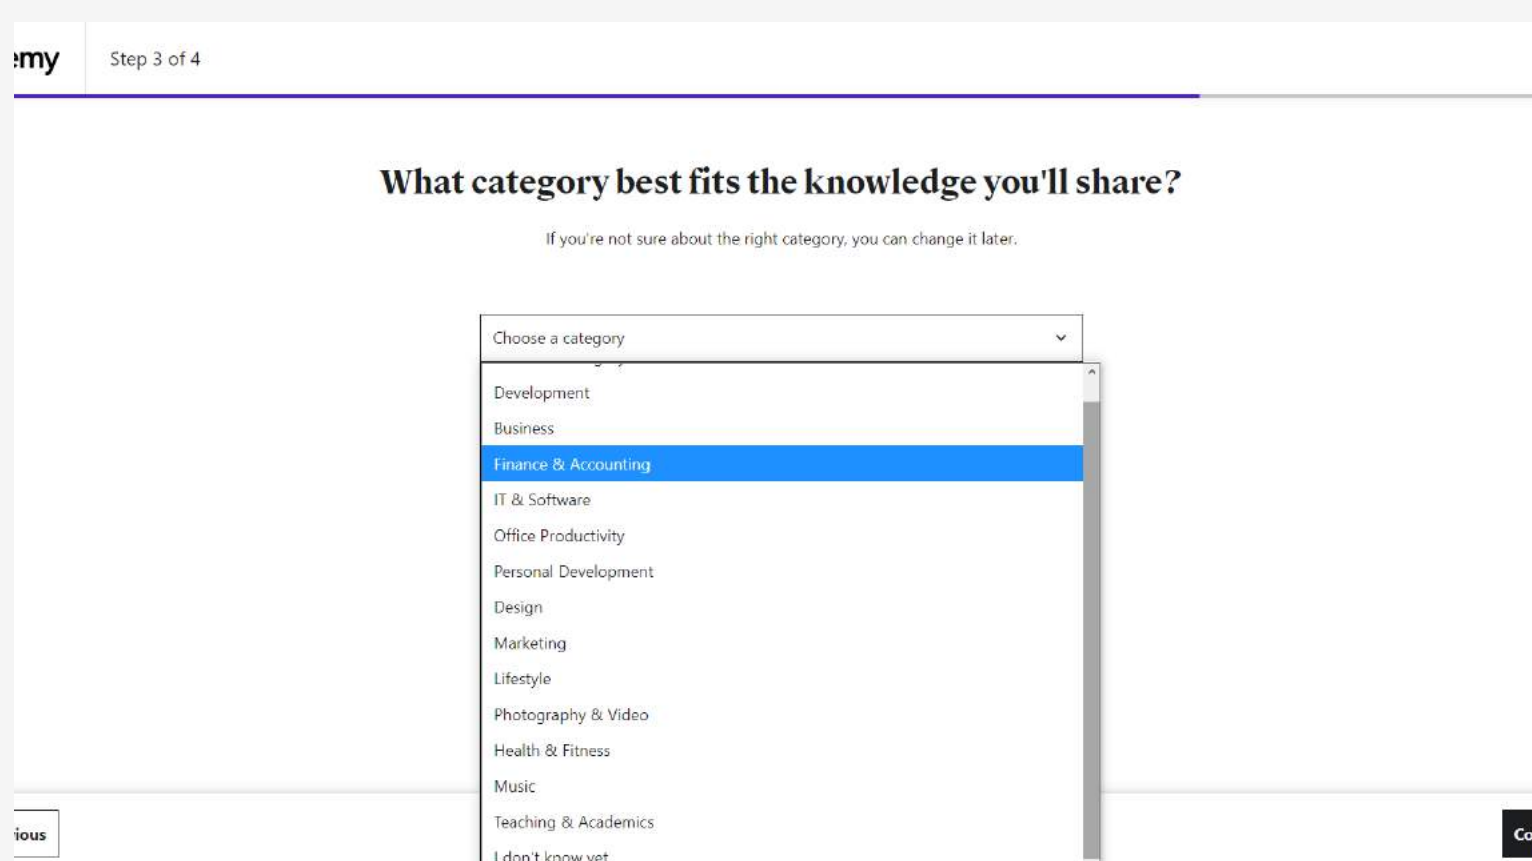 emy
Step 3 of 4
What category best fits the knowledge you'll share?
If you're not sure about the right category, you can change it later.
Choose a category
Development
Business
Finance & Accounting
IT & Software
Office Productivity
Personal Development
Design
Marketing
Lifestyle
Photography & Video
Health & Fitness
Music
Teaching & Academics
I don't know yet
ious
Co